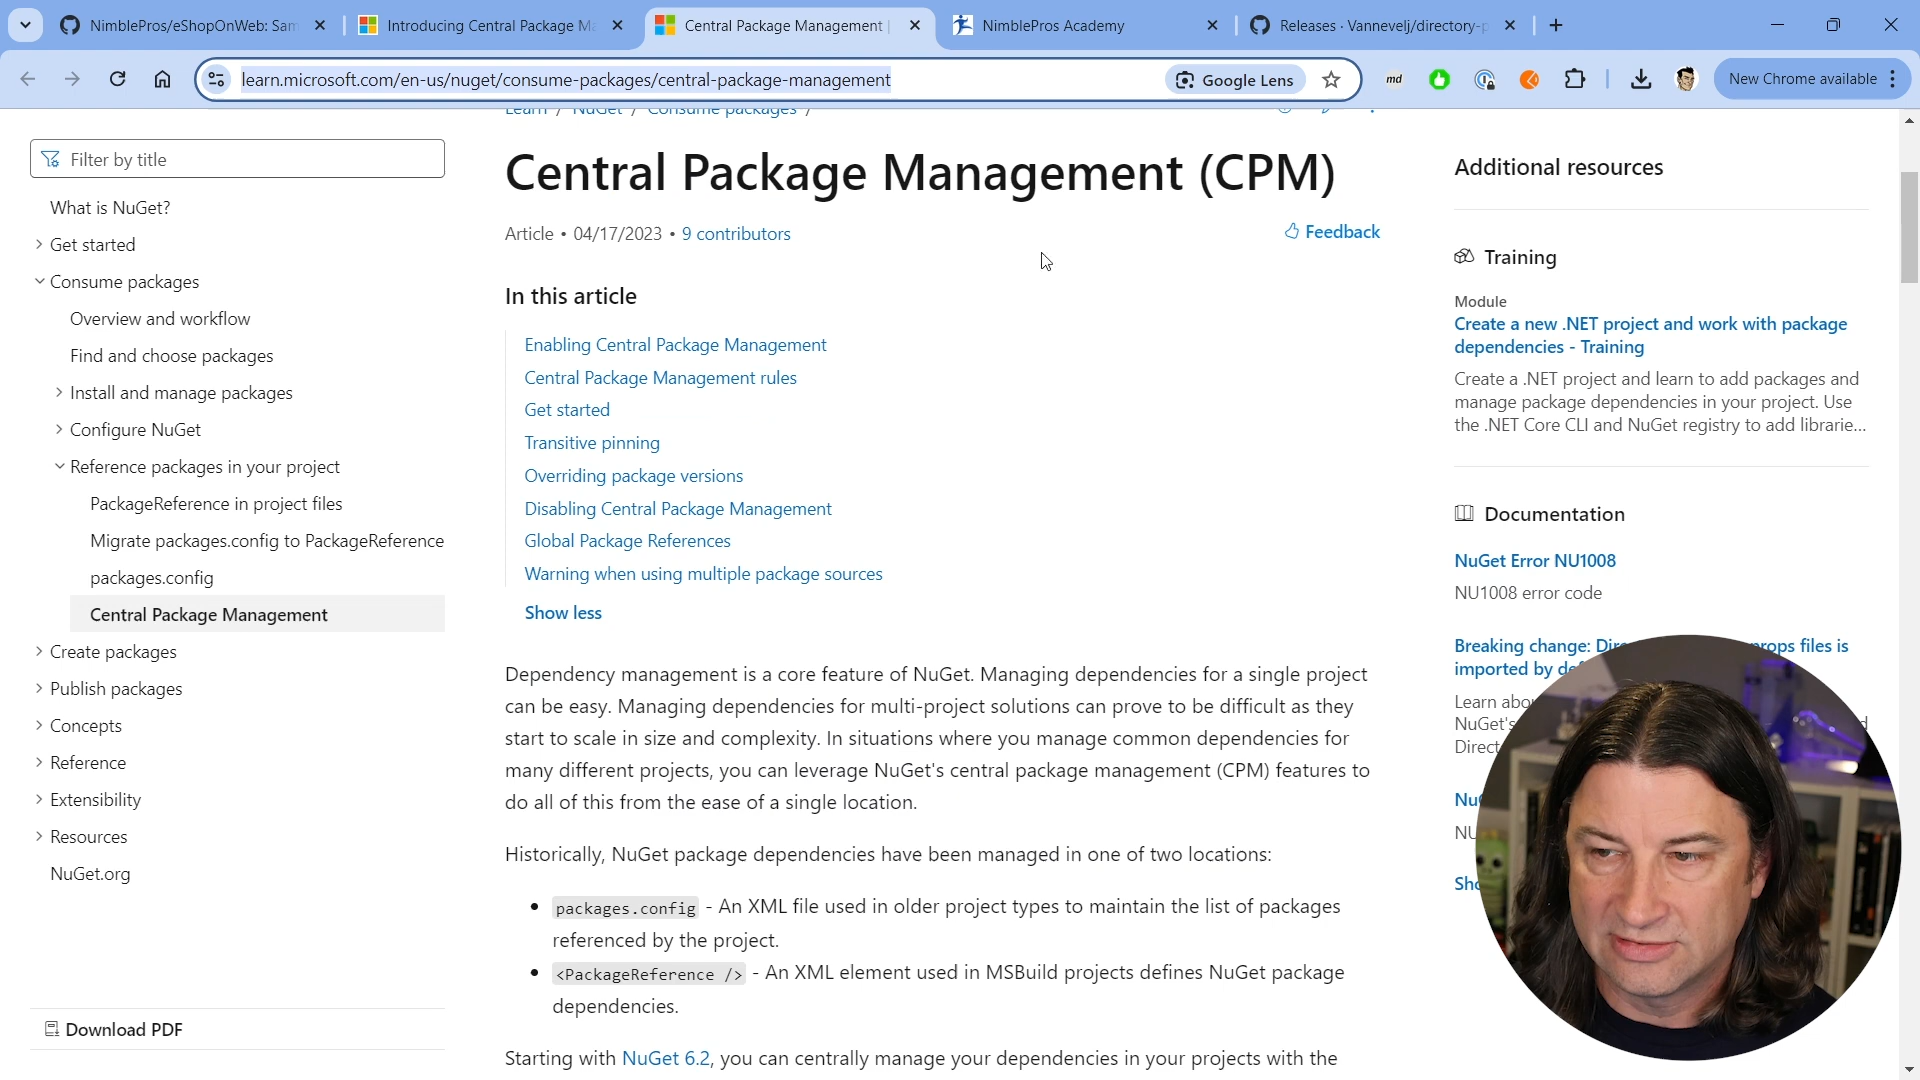 NimblePros/eShopOnWeb: Sam
Introducing Central Package Ma
Central Package Management |
NimblePros Academy
Releases · Vannevelj/directory-p
learn.microsoft.com/en-us/nuget/consume-packages/central-package-management
Google Lens
md
New Chrome available
Learn / NuGet / Consume packages /
Filter by title
What is NuGet?
Get started
Consume packages
Overview and workflow
Find and choose packages
Install and manage packages
Configure NuGet
Reference packages in your project
PackageReference in project files
Migrate packages.config to PackageReference
packages.config
Central Package Management
Create packages
Publish packages
Concepts
Reference
Extensibility
Resources
NuGet.org
Download PDF
Central Package Management (CPM)
Article • 04/17/2023 • 9 contributors
Feedback
In this article
Enabling Central Package Management
Central Package Management rules
Get started
Transitive pinning
Overriding package versions
Disabling Central Package Management
Global Package References
Warning when using multiple package sources
Show less
Dependency management is a core feature of NuGet. Managing dependencies for a single project
can be easy. Managing dependencies for multi-project solutions can prove to be difficult as they
start to scale in size and complexity. In situations where you manage common dependencies for
many different projects, you can leverage NuGet's central package management (CPM) features to
do all of this from the ease of a single location.
Historically, NuGet package dependencies have been managed in one of two locations:
• packages.config - An XML file used in older project types to maintain the list of packages
referenced by the project.
• <PackageReference /> - An XML element used in MSBuild projects defines NuGet package
dependencies.
Starting with NuGet 6.2, you can centrally manage your dependencies in your projects with the
Additional resources
Training
Module
Create a new .NET project and work with package
dependencies - Training
Create a .NET project and learn to add packages and
manage package dependencies in your project. Use
the .NET Core CLI and NuGet registry to add librarie...
Documentation
NuGet Error NU1008
NU1008 error code
Breaking change: props files is
imported by
Learn
NuGet's